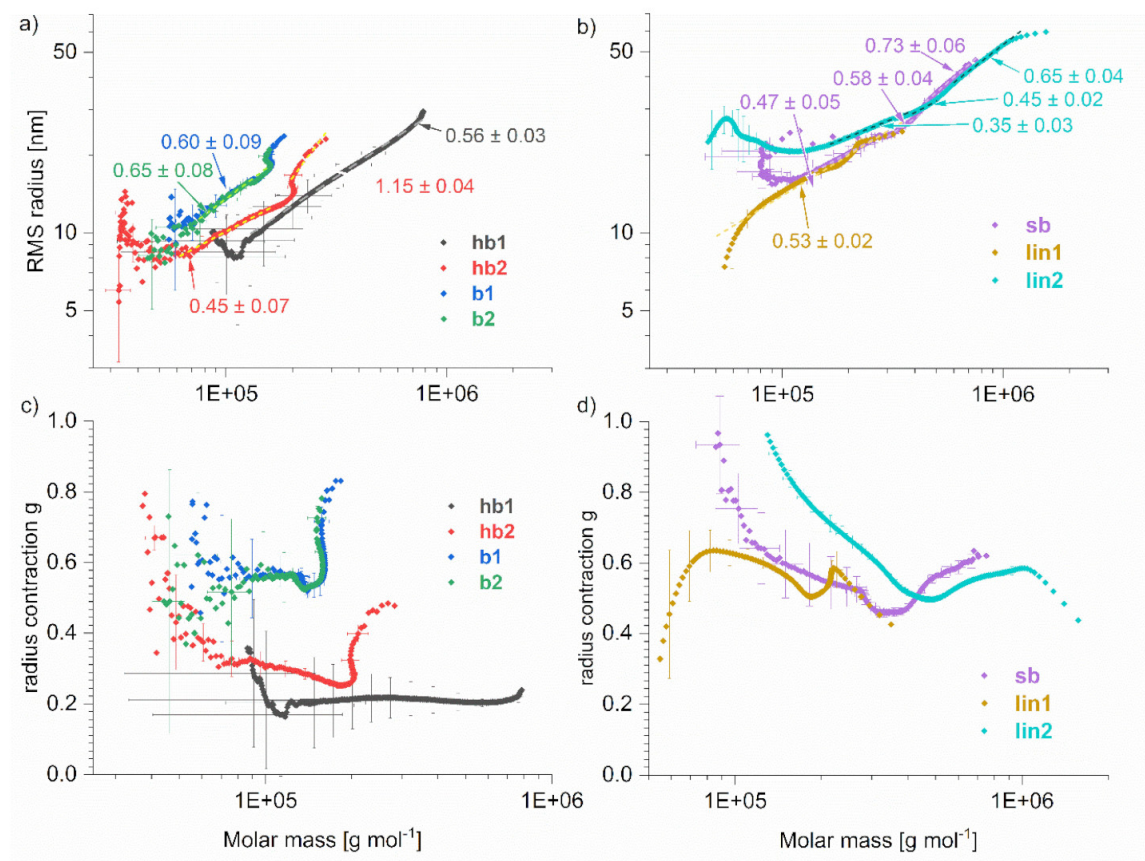 a)
RMS radius [nm]
50
10
5
0.60 ± 0.09
0.65 ± 0.08
0.56 ± 0.03
1.15 ± 0.04
0.45 ± 0.07
hb1
hb2
b1
b2
1E+05
1E+06
b)
50
10
5
0.73 ± 0.06
0.58 ± 0.04
0.47 ± 0.05
0.65 ± 0.04
0.45 ± 0.02
0.35 ± 0.03
0.53 ± 0.02
sb
lin1
lin2
1E+05
1E+06
c)
radius contraction g
1.0
0.8
0.6
0.4
0.2
0.0
hb1
hb2
b1
b2
1E+05
1E+06
Molar mass [g mol⁻¹]
d)
radius contraction g
1.0
0.8
0.6
0.4
0.2
0.0
sb
lin1
lin2
1E+05
1E+06
Molar mass [g mol⁻¹]